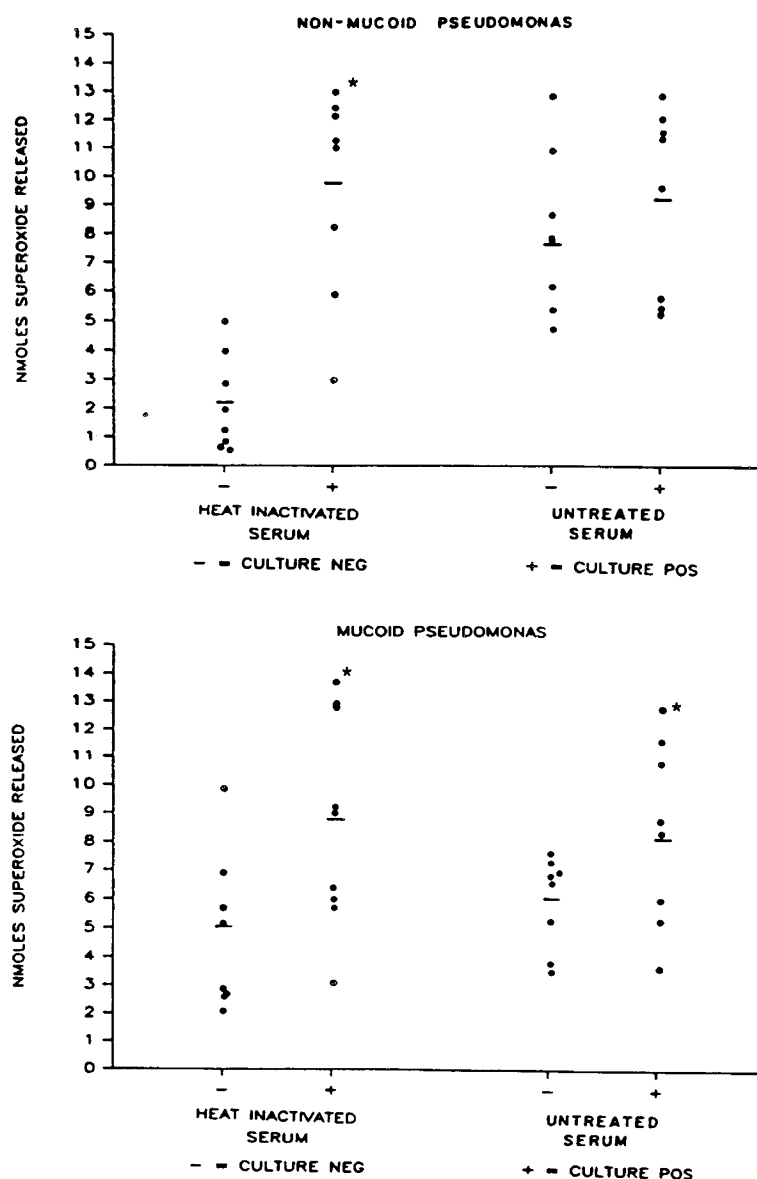 NON-MUCOID PSEUDOMONAS
NMOLES SUPEROXIDE RELEASED
15
14
13
12
11
10
9
8
7
6
5
4
3
2
1
0
*
− + − +
HEAT INACTIVATED SERUM
UNTREATED SERUM
− = CULTURE NEG
+ = CULTURE POS
MUCOID PSEUDOMONAS
NMOLES SUPEROXIDE RELEASED
15
14
13
12
11
10
9
8
7
6
5
4
3
2
1
0
* *
− + − +
HEAT INACTIVATED
SERUM
UNTREATED
SERUM
− = CULTURE NEG
+ = CULTURE POS